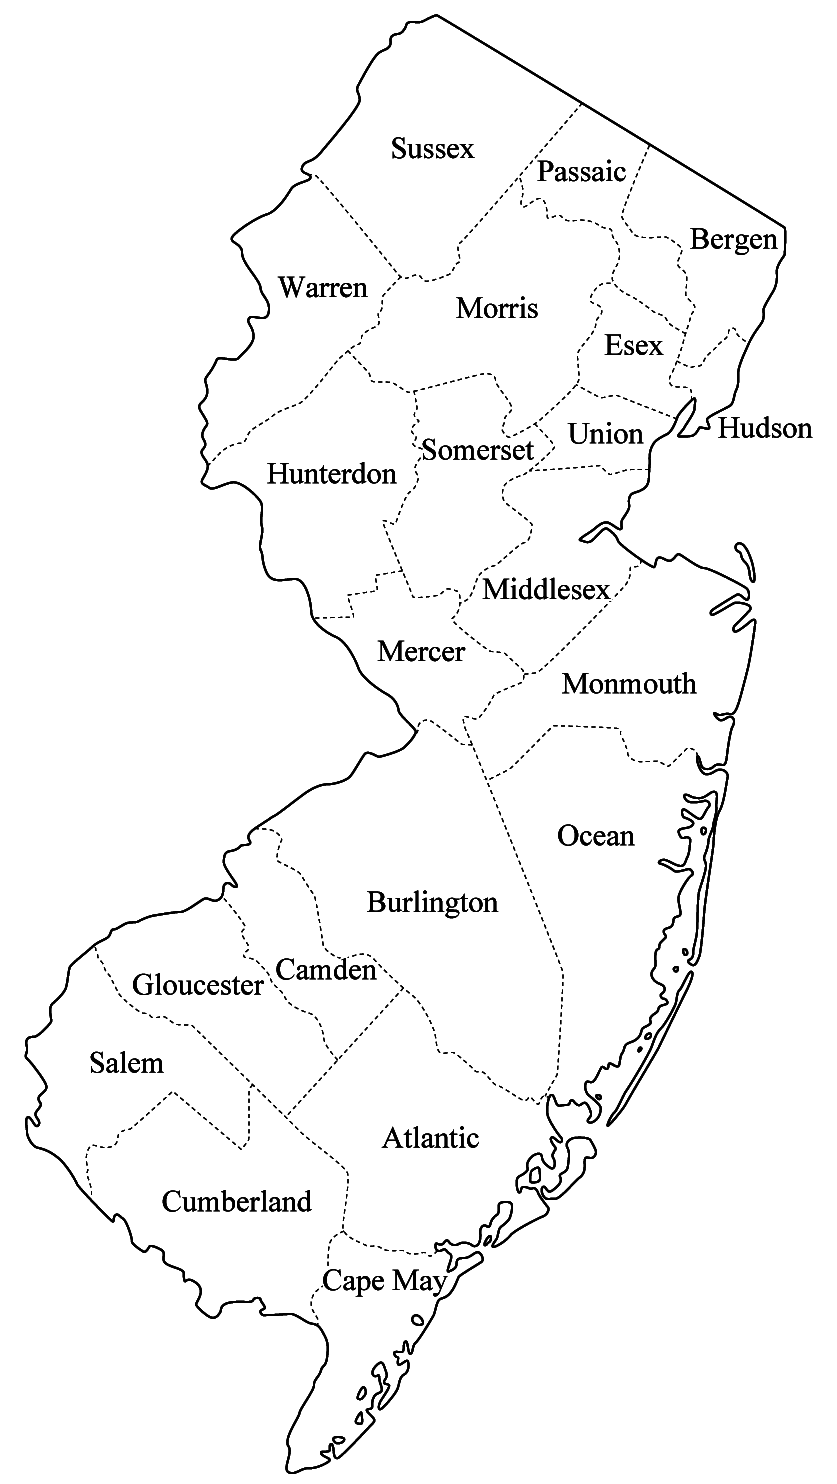 Sussex
Passaic
Bergen
Warren
Morris
Esex
Hudson
Union
Somerset
Hunterdon
Middlesex
Mercer
Monmouth
Ocean
Burlington
Camden
Gloucester
Salem
Atlantic
Cumberland
Cape May